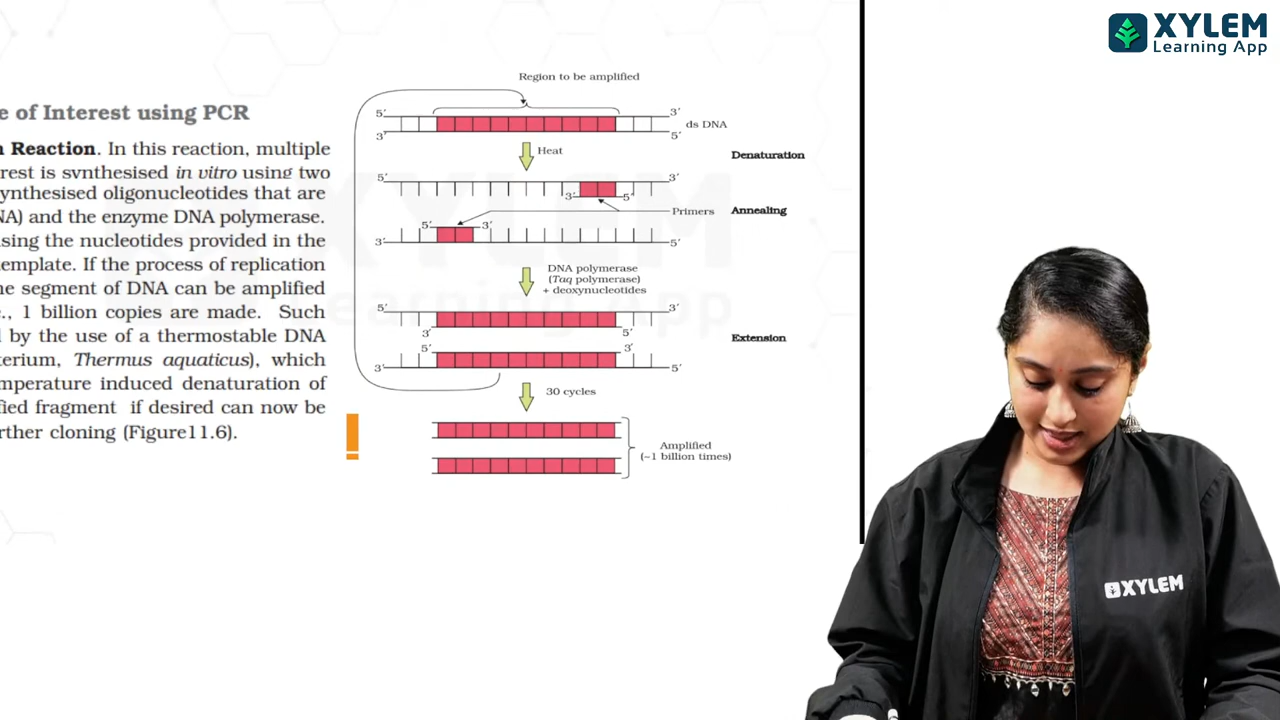 XYLEM
Learning App
e of Interest using PCR
n Reaction. In this reaction, multiple
rest is synthesised in vitro using two
ynthesised oligonucleotides that are
NA) and the enzyme DNA polymerase.
sing the nucleotides provided in the
emplate. If the process of replication
ne segment of DNA can be amplified
e., 1 billion copies are made. Such
d by the use of a thermostable DNA
terium, Thermus aquaticus), which
mperature induced denaturation of
fied fragment if desired can now be
rther cloning (Figure11.6).
Region to be amplified
5′ 3′
3′ 5′
ds DNA
Heat
Denaturation
5′ 3′
3′ 5′
Primers
Annealing
5′ 3′
3′ 5′
DNA polymerase
(Taq polymerase)
+ deoxynucleotides
5′ 3′
3′ 5′
Extension
5′ 3′
3′ 5′
30 cycles
Amplified
(~1 billion times)
XYLEM
Learning App
XYLEM